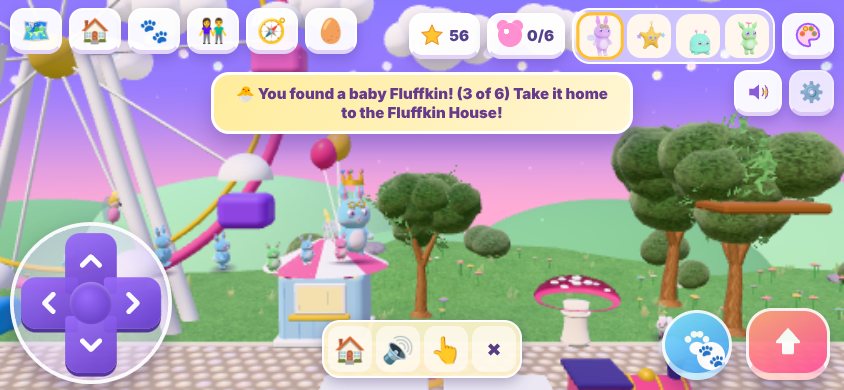 56
0/6
🐣 You found a baby Fluffkin! (3 of 6) Take it home
to the Fluffkin House!